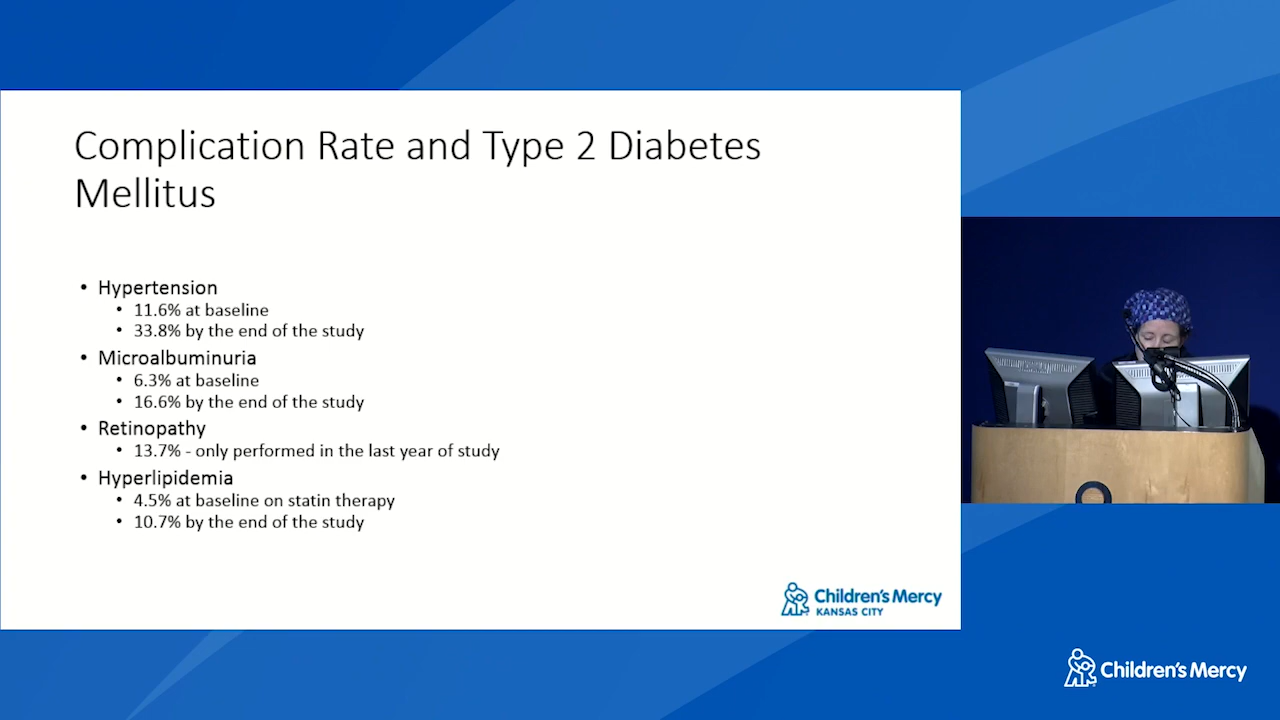 Complication Rate and Type 2 Diabetes
Mellitus
• Hypertension
• 11.6% at baseline
• 33.8% by the end of the study
• Microalbuminuria
• 6.3% at baseline
• 16.6% by the end of the study
• Retinopathy
• 13.7% - only performed in the last year of study
• Hyperlipidemia
• 4.5% at baseline on statin therapy
• 10.7% by the end of the study
Children's Mercy
KANSAS CITY
Children's Mercy